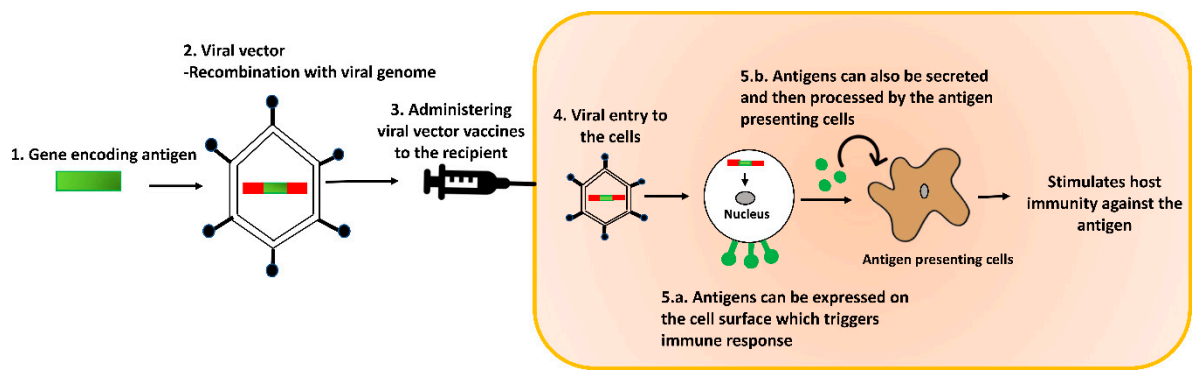 1. Gene encoding antigen
2. Viral vector
-Recombination with viral genome
3. Administering
viral vector vaccines
to the recipient
4. Viral entry to
the cells
Nucleus
5.a. Antigens can be expressed on
the cell surface which triggers
immune response
5.b. Antigens can also be secreted
and then processed by the antigen
presenting cells
Antigen presenting cells
Stimulates host
immunity against the
antigen